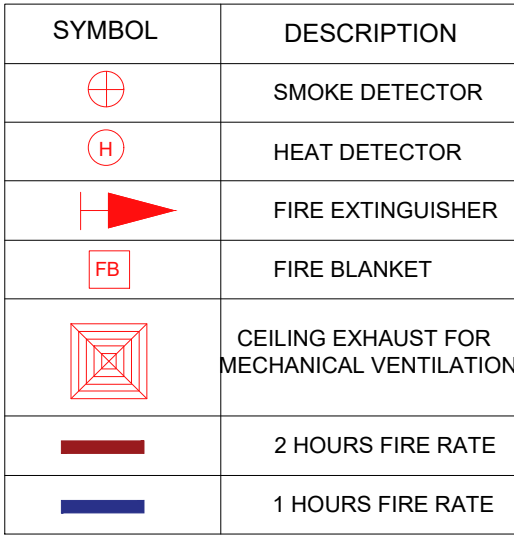 SYMBOL DESCRIPTION
SMOKE DETECTOR
H HEAT DETECTOR
FIRE EXTINGUISHER
FB FIRE BLANKET
CEILING EXHAUST FOR
MECHANICAL VENTILATION
2 HOURS FIRE RATE
1 HOURS FIRE RATE